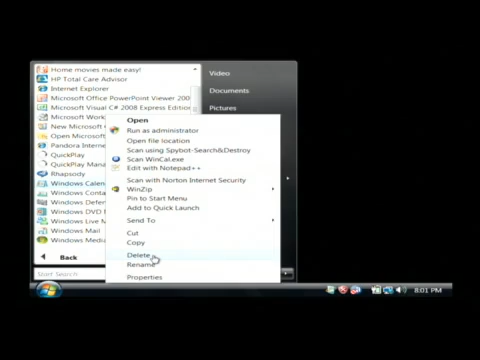 Home movies made easy!
HP Total Care Advisor
Internet Explorer
Microsoft Office PowerPoint Viewer 200
Microsoft Visual C# 2008 Express Edition
Microsoft Work
New Microsoft
Open Microso
Pandora Interne
QuickPlay
QuickPlay Mana
Rhapsody
Windows Calen
Windows Conta
Windows Defen
Windows DVD
Windows Live M
Windows Mail
Windows Media
Back
Start Search
Video
Documents
Pictures
Open
Run as administrator
Open file location
Scan using Spybot-Search&Destroy
Scan WinCal.exe
Edit with Notepad++
Scan with Norton Internet Security
WinZip
Pin to Start Menu
Add to Quick Launch
Send To
Cut
Copy
Delete
Rename
Properties
8:01 PM